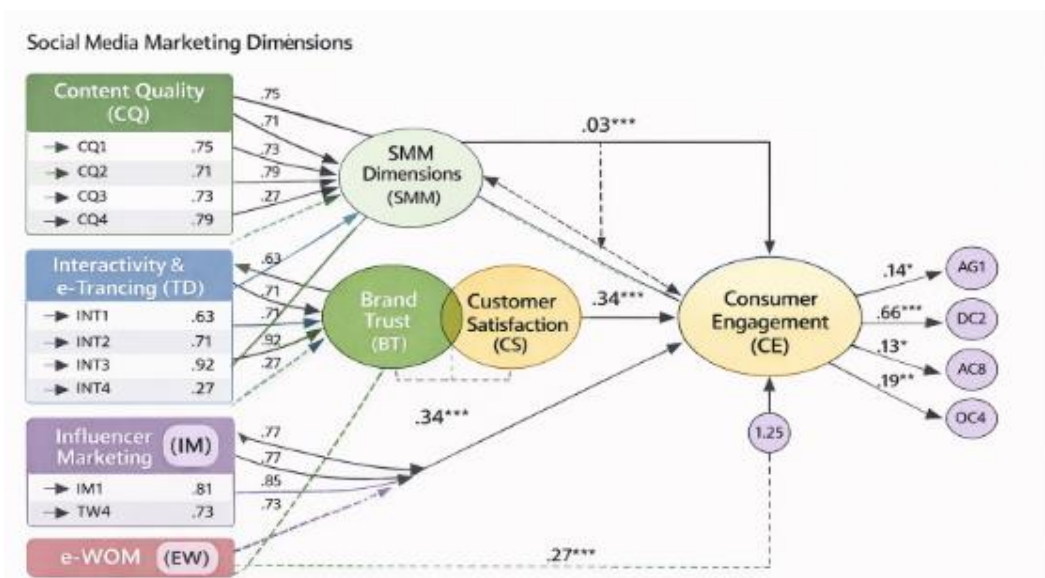 Social Media Marketing Dimensions
Content Quality
(CQ)
CQ1 .75
CQ2 .71
CQ3 .73
CQ4 .79
.75
.71
.73
.79
.27
SMM
Dimensions
(SMM)
.03***
Interactivity &
e-Trancing (TD)
INT1 .63
INT2 .71
INT3 .92
INT4 .27
.63
.71
.71
.92
.27
Brand
Trust
(BT)
Customer
Satisfaction
(CS)
.34***
Consumer
Engagement
(CE)
.14*
AG1
.66***
DC2
.13*
AC8
.19**
OC4
1.25
Influencer
Marketing (IM)
IM1 .81
TW4 .73
.77
.77
.85
.73
.34***
e-WOM (EW)
.27***